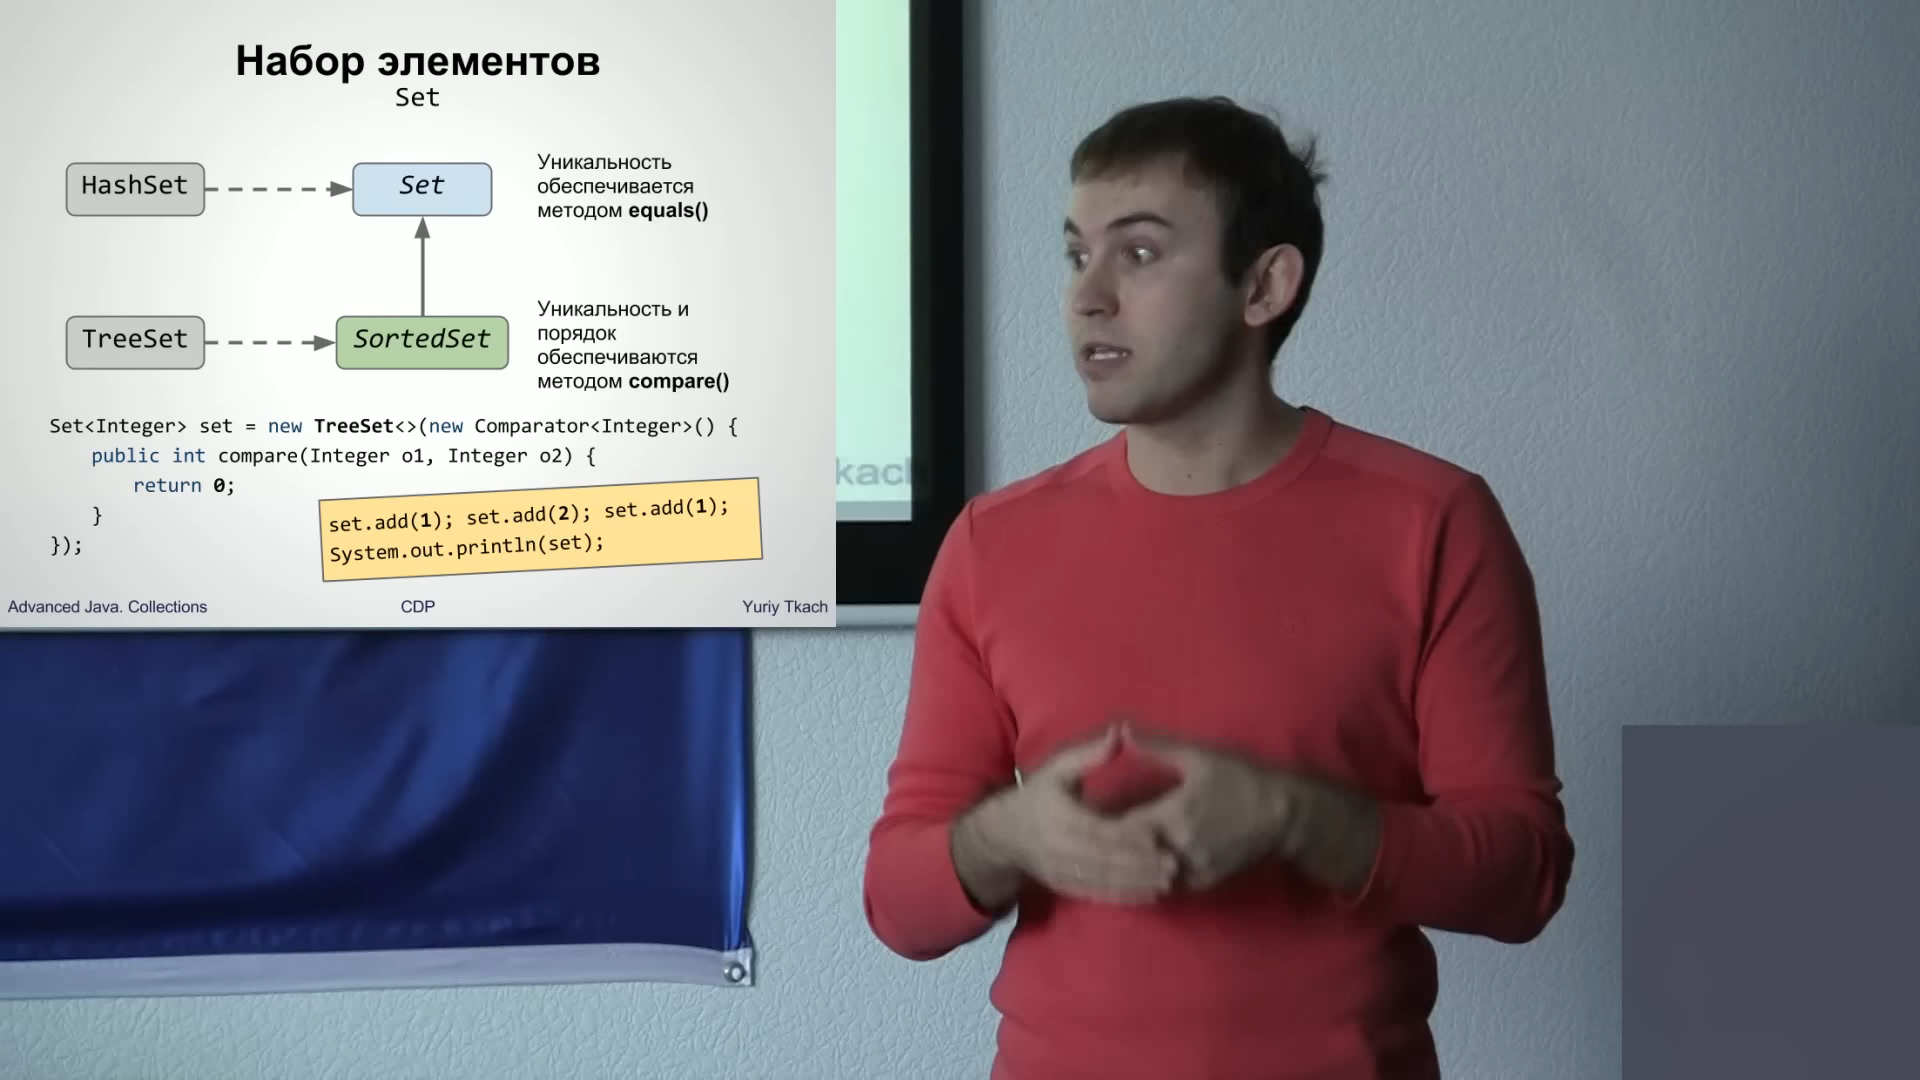 Набор элементов
Set
HashSet
Set
Уникальность
обеспечивается
методом equals()
TreeSet
SortedSet
Уникальность и
порядок
обеспечиваются
методом compare()
Set<Integer> set = new TreeSet<>(new Comparator<Integer>() {
public int compare(Integer o1, Integer o2) {
return 0;
}
});
set.add(1); set.add(2); set.add(1);
System.out.println(set);
Advanced Java. Collections
CDP
Yuriy Tkach
kach